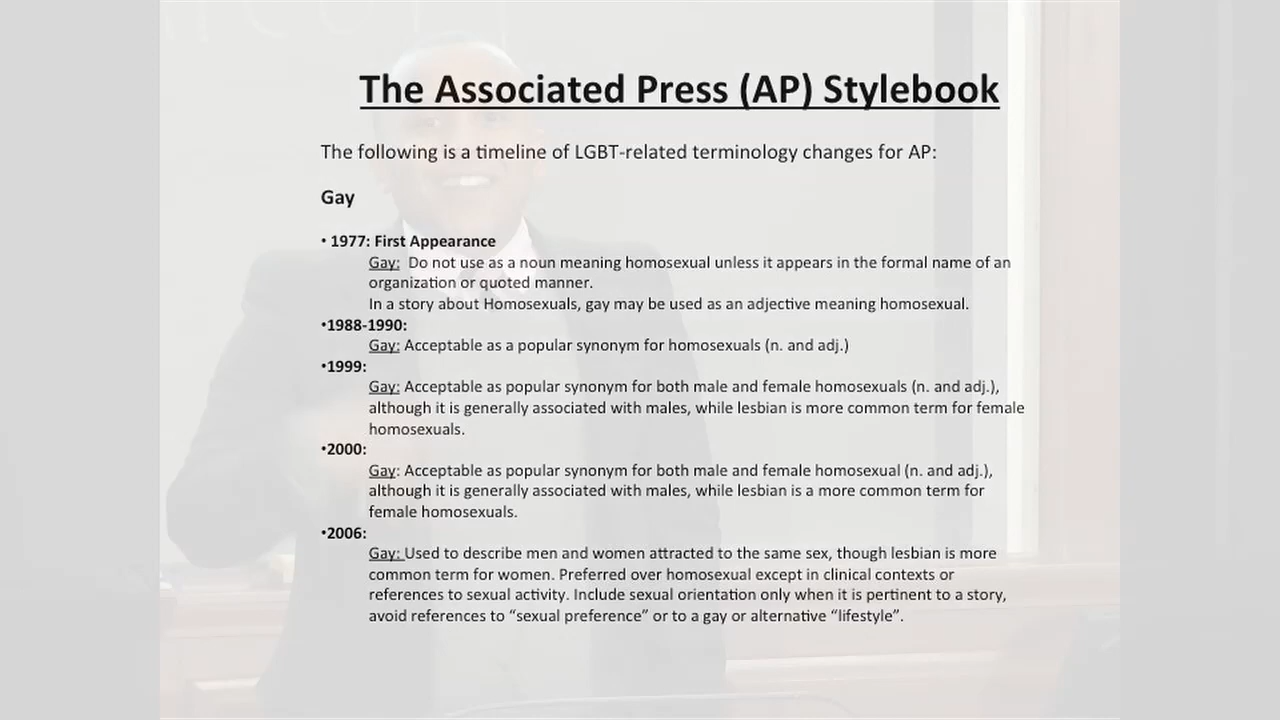 The Associated Press (AP) Stylebook
The following is a timeline of LGBT-related terminology changes for AP:
Gay
• 1977: First Appearance
Gay: Do not use as a noun meaning homosexual unless it appears in the formal name of an
organization or quoted manner.
In a story about Homosexuals, gay may be used as an adjective meaning homosexual.
•1988-1990:
Gay: Acceptable as a popular synonym for homosexuals (n. and adj.)
•1999:
Gay: Acceptable as popular synonym for both male and female homosexuals (n. and adj.),
although it is generally associated with males, while lesbian is more common term for female
homosexuals.
•2000:
Gay: Acceptable as popular synonym for both male and female homosexual (n. and adj.),
although it is generally associated with males, while lesbian is a more common term for
female homosexuals.
•2006:
Gay: Used to describe men and women attracted to the same sex, though lesbian is more
common term for women. Preferred over homosexual except in clinical contexts or
references to sexual activity. Include sexual orientation only when it is pertinent to a story,
avoid references to “sexual preference” or to a gay or alternative “lifestyle”.